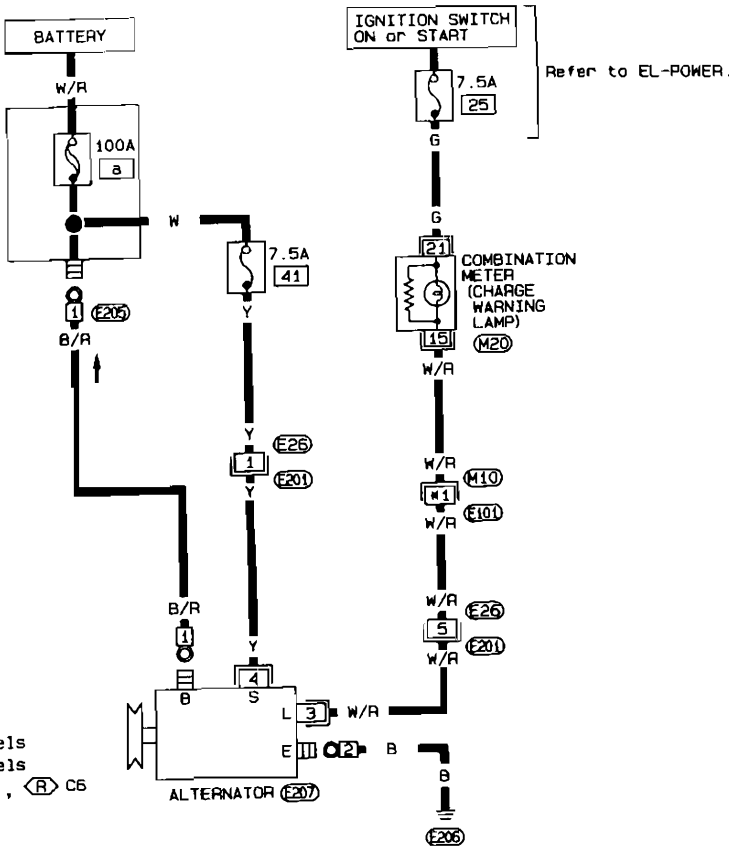 BATTERY
IGNITION SWITCH
ON or START
Refer to EL-POWER.
W/R
7.5A
25
100A
a
G
W
G
7.5A
41
21
COMBINATION
METER
(CHARGE
WARNING
LAMP)
1
E205
Y
15
M20
B/R
W/R
Y
E26
W/R
M10
1
E201
*1
E101
Y
W/R
B/R
W/R
E26
1
5
Y
E201
W/R
4
B
S
L
3
W/R
els
E
2
B
els
B
, R C6
ALTERNATOR E207
E206